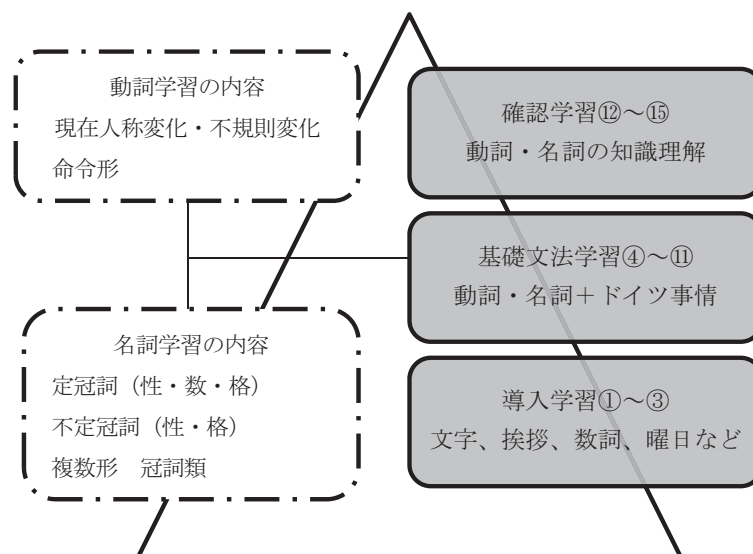 動詞学習の内容
現在人称変化・不規則変化
命令形
名詞学習の内容
定冠詞（性・数・格）
不定冠詞（性・格）
複数形　冠詞類
確認学習⑫～⑮
動詞・名詞の知識理解
基礎文法学習④～⑪
動詞・名詞＋ドイツ事情
導入学習①～③
文字、挨拶、数詞、曜日など